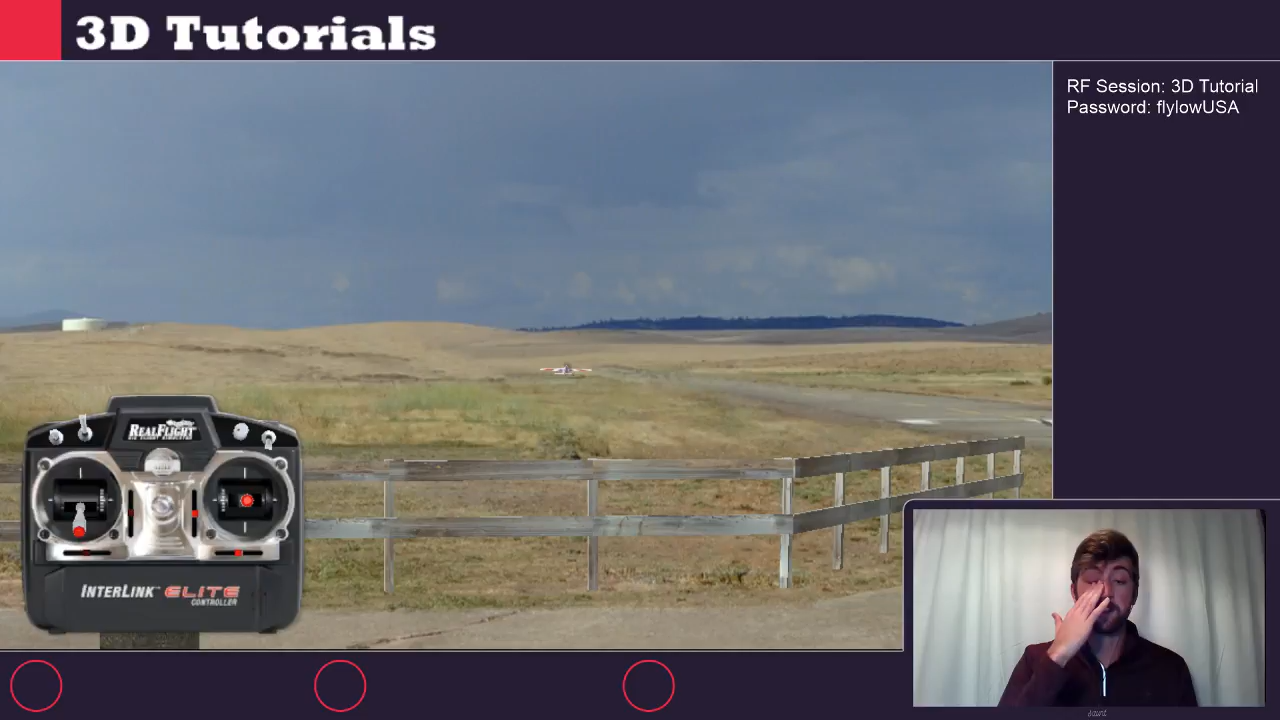 3D Tutorials
RF Session: 3D Tutorial
Password: flylowUSA
REALFLIGHT
INTERLINK ELITE
CONTROLLER